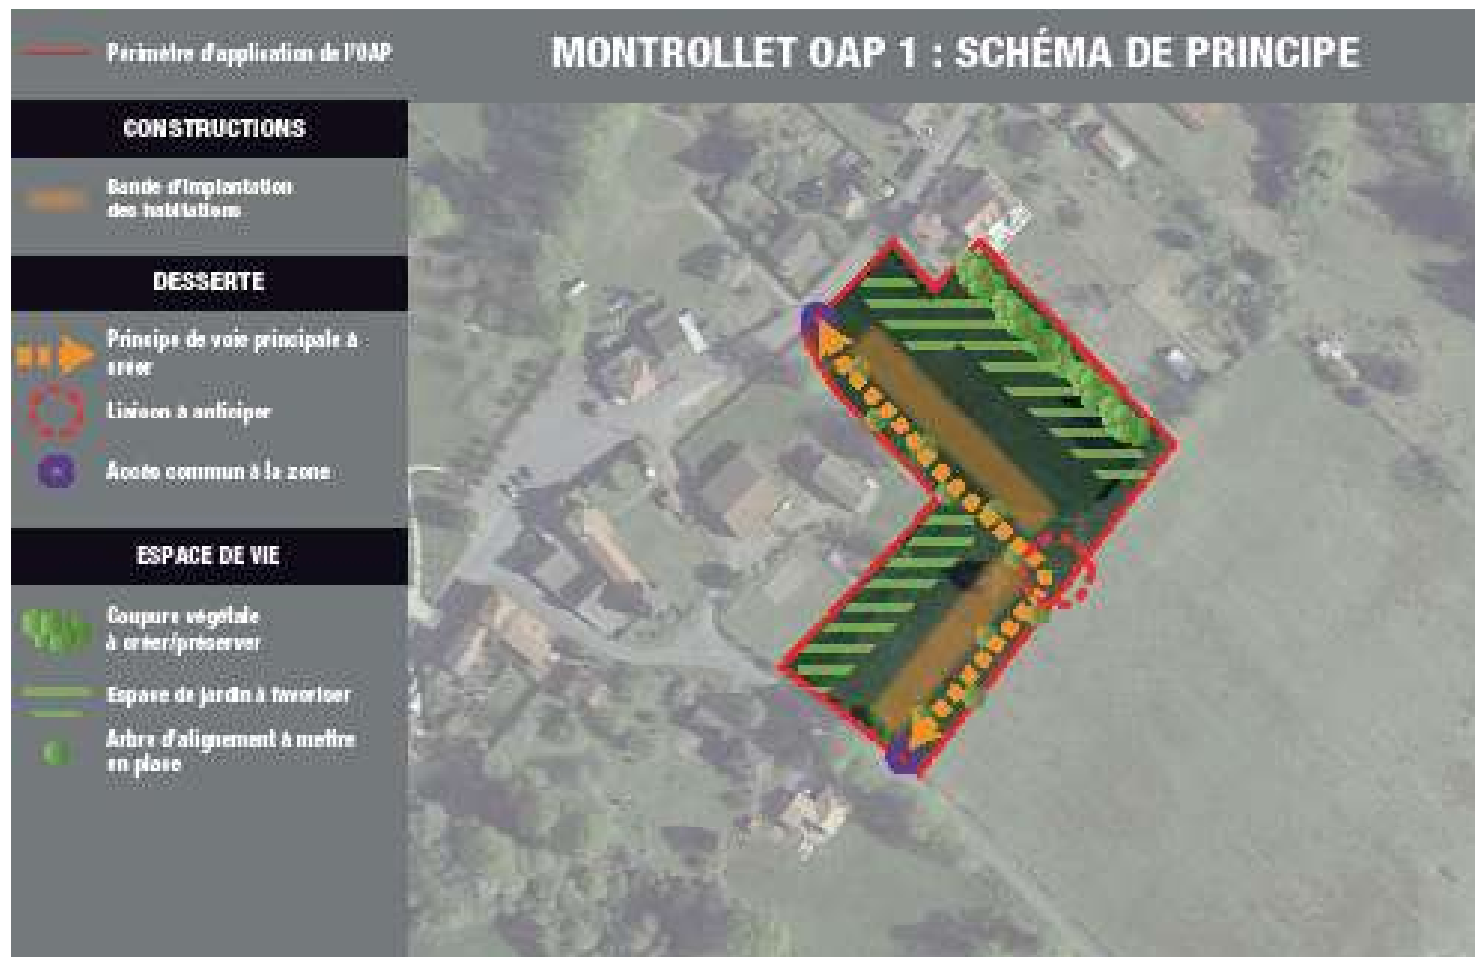 Périmètre d'application de l'OAP
MONTROLLET OAP 1 : SCHÉMA DE PRINCIPE
CONSTRUCTIONS
Bande d'implantation
des habitations
DESSERTE
Principe de voie principale à
créer
Liaison à anticiper
Accès commun à la zone
ESPACE DE VIE
Coupure végétale
à créer/préserver
Espace de jardin à favoriser
Arbre d'alignement à mettre
en place